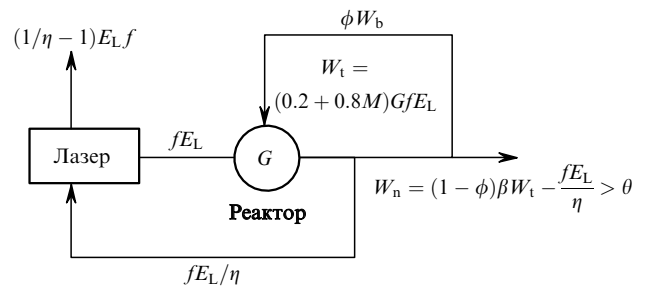 ϕW_b
(1/η − 1)E_L f
W_t =
(0.2 + 0.8M)GfE_L
Лазер
fE_L
G
W_n = (1 − ϕ)βW_t − fE_L/η > θ
Реактор
fE_L/η